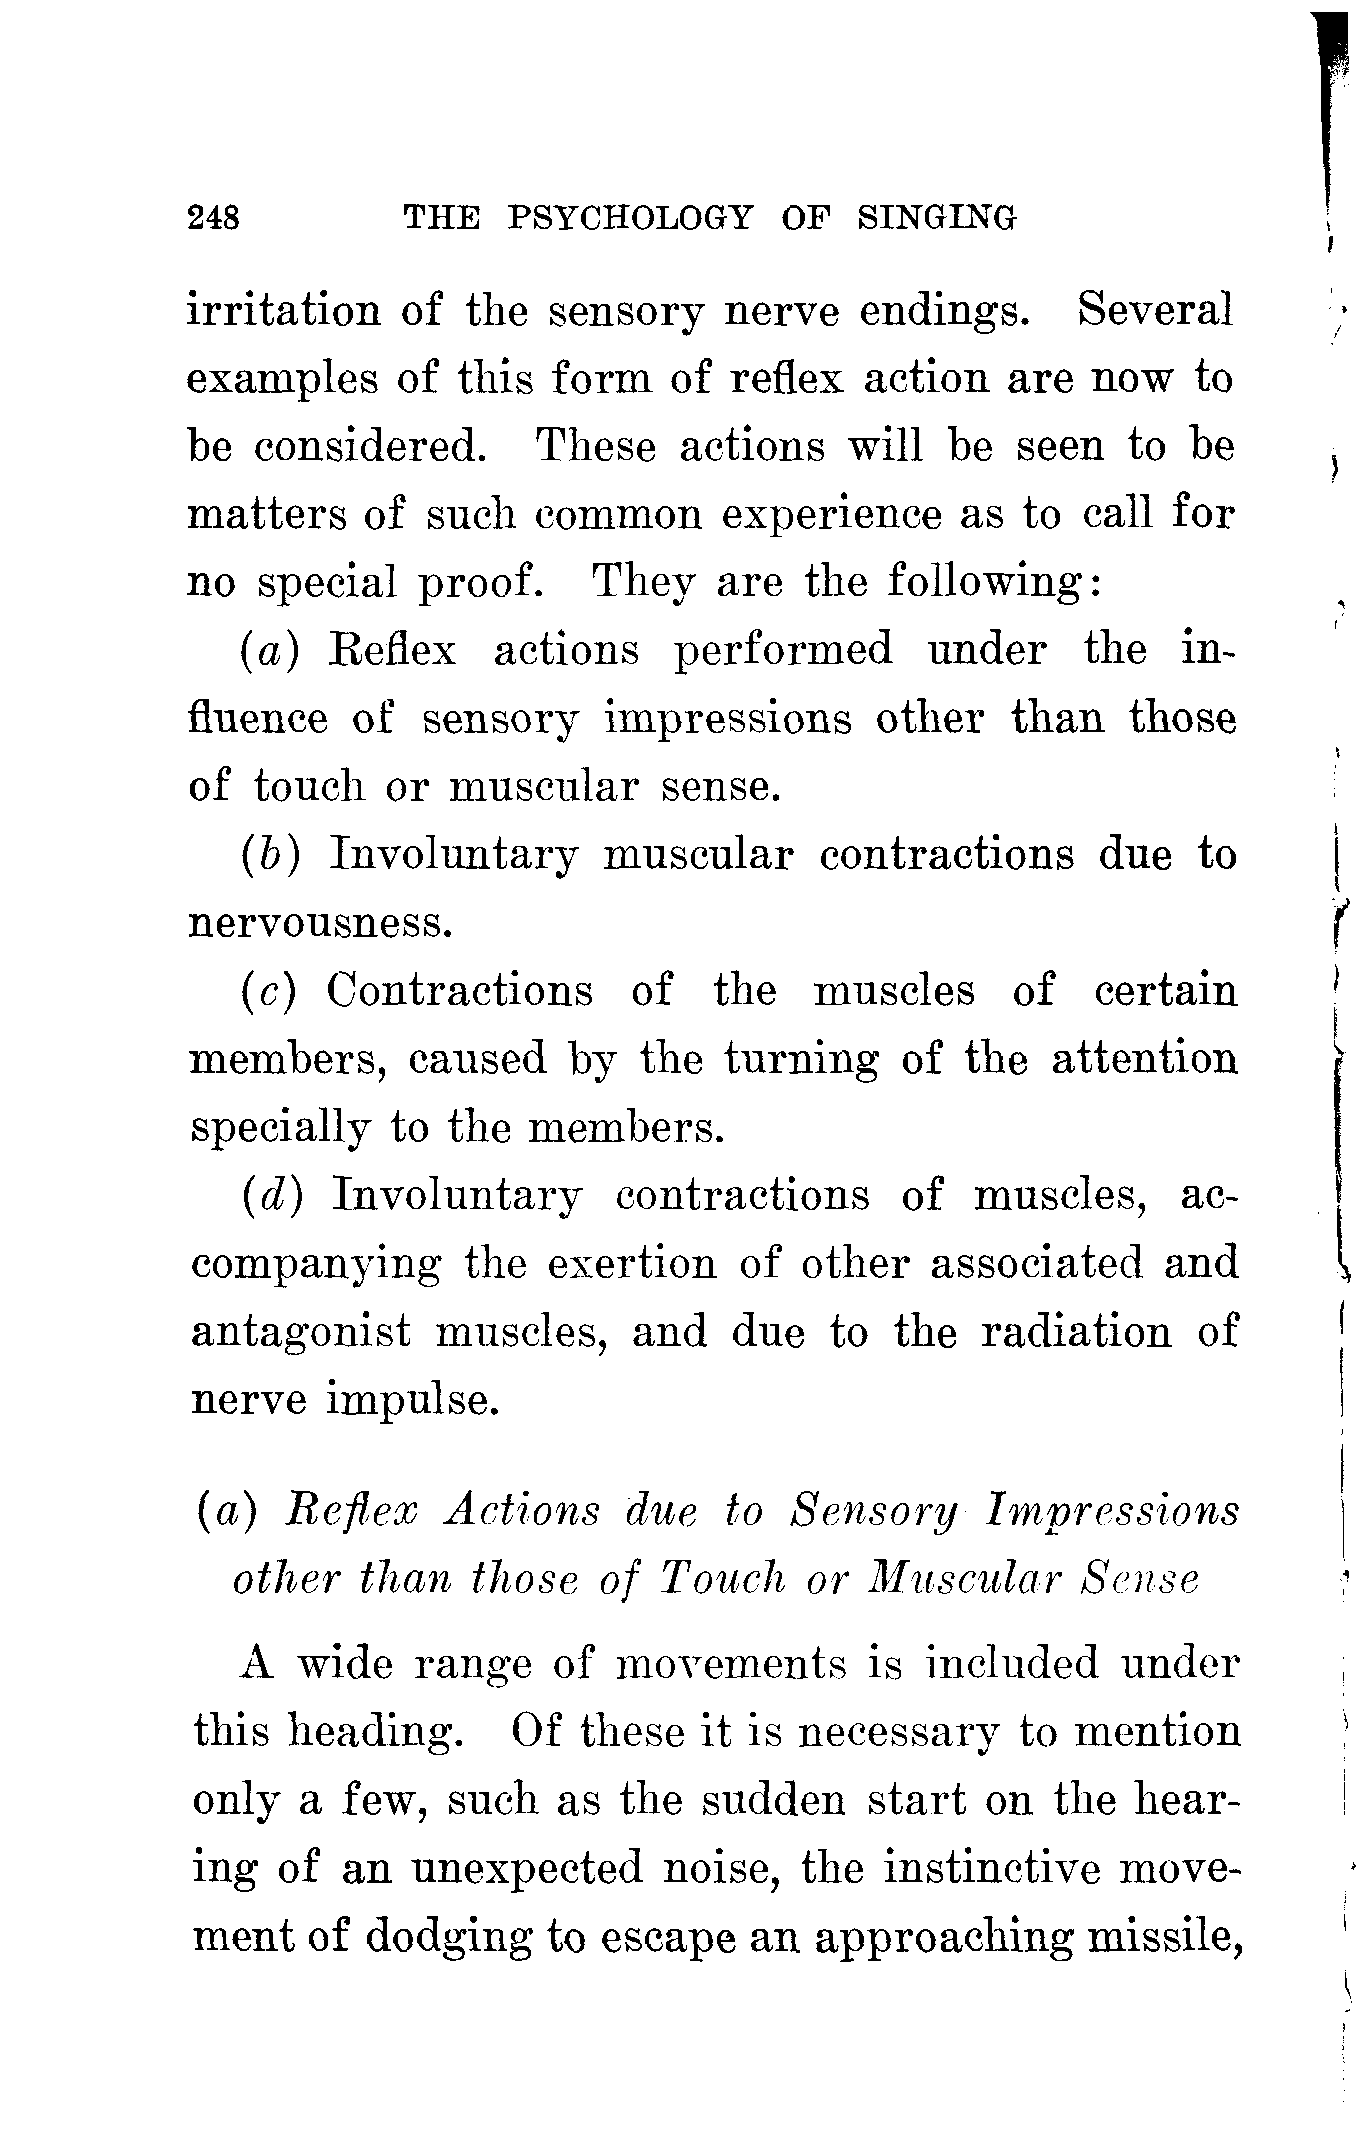 248 THE PSYCHOLOGY OF SINGING
irritation of the sensory nerve endings. Several
examples of this form of reflex action are now to
be considered. These actions will be seen to be
matters of such common experience as to call for
no special proof. They are the following:
(a) Reflex actions performed under the in-
fluence of sensory impressions other than those
of touch or muscular sense.
(b) Involuntary muscular contractions due to
nervousness.
(c) Contractions of the muscles of certain
members, caused by the turning of the attention
specially to the members.
(d) Involuntary contractions of muscles, ac-
companying the exertion of other associated and
antagonist muscles, and due to the radiation of
nerve impulse.
(a) Reflex Actions due to Sensory Impressions
other than those of Touch or Muscular Sense
A wide range of movements is included under
this heading. Of these it is necessary to mention
only a few, such as the sudden start on the hear-
ing of an unexpected noise, the instinctive move-
ment of dodging to escape an approaching missile,